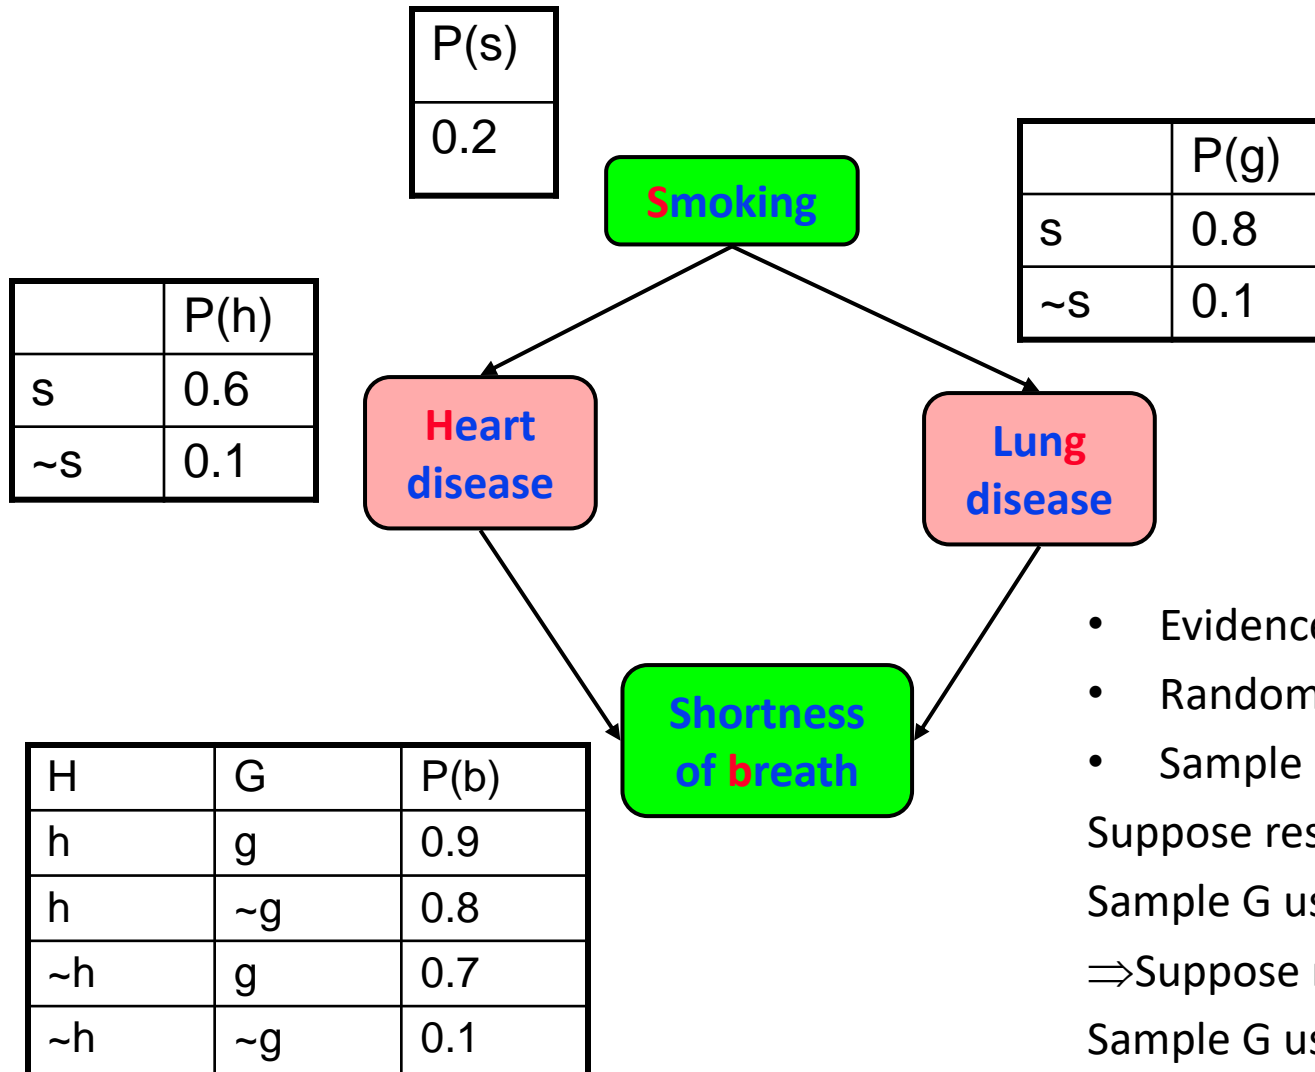 P(s)
0.2
Smoking
P(g)
s 0.8
~s 0.1
P(h)
s 0.6
~s 0.1
Heart
disease
Lung
disease
Shortness
of breath
H G P(b)
h g 0.9
h ~g 0.8
~h g 0.7
~h ~g 0.1
•
•
• Sample
Suppose
Sample G
⇒Suppose
Sample G